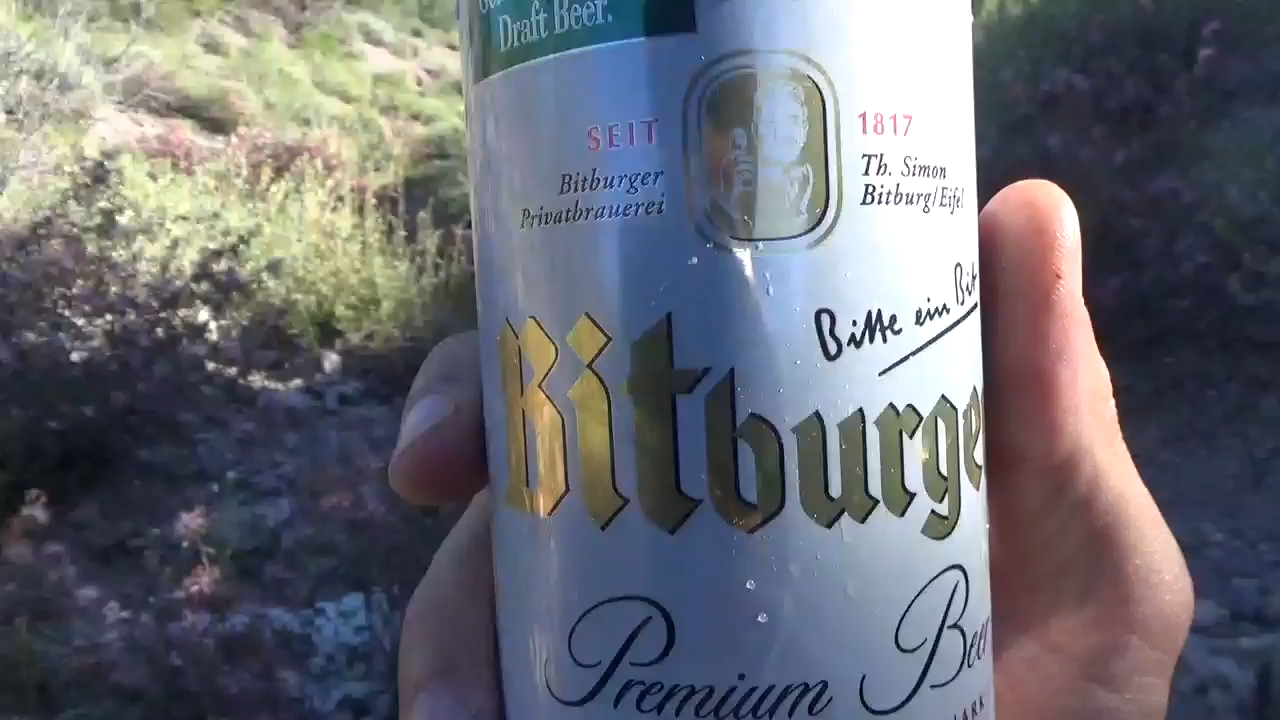 Draft Beer.
SEIT 1817
Bitburger
Privatbrauerei
Th. Simon
Bitburg/Eifel
Bitte ein Bit
Bitburger
Premium Beer